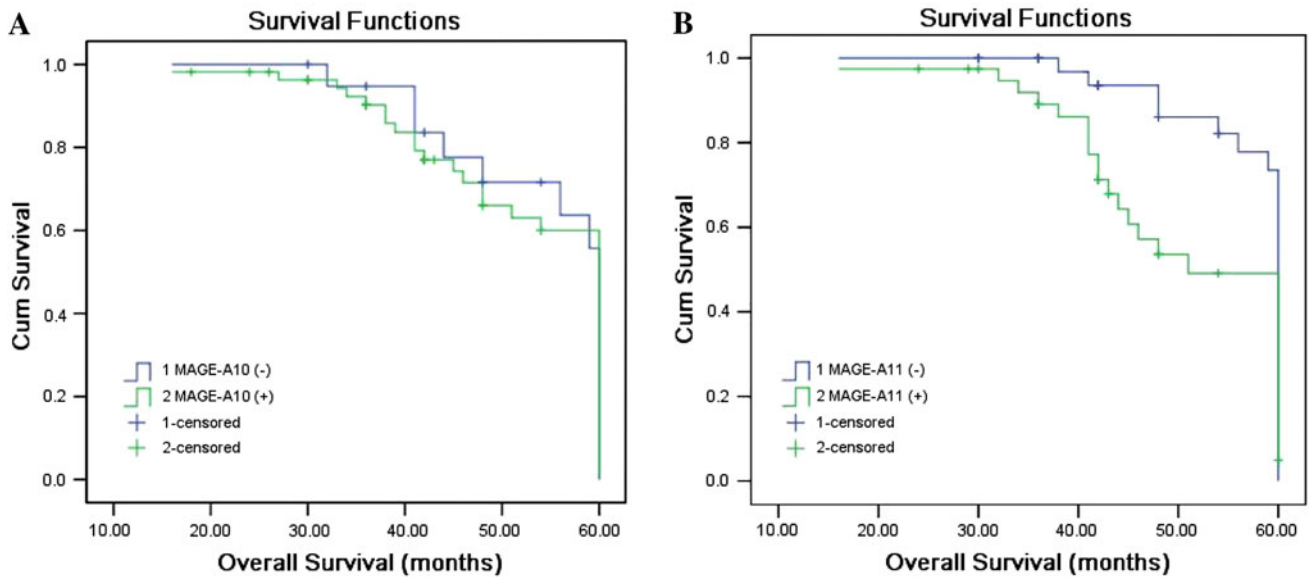 A
Survival Functions
Cum Survival
1.0
0.8
0.6
0.4
0.2
0.0
1 MAGE-A10 (-)
2 MAGE-A10 (+)
1-censored
2-censored
10.00 20.00 30.00 40.00 50.00 60.00
Overall Survival (months)
B
Survival Functions
Cum Survival
1.0
0.8
0.6
0.4
0.2
0.0
1 MAGE-A11 (-)
2 MAGE-A11 (+)
1-censored
2-censored
10.00 20.00 30.00 40.00 50.00 60.00
Overall Survival (months)